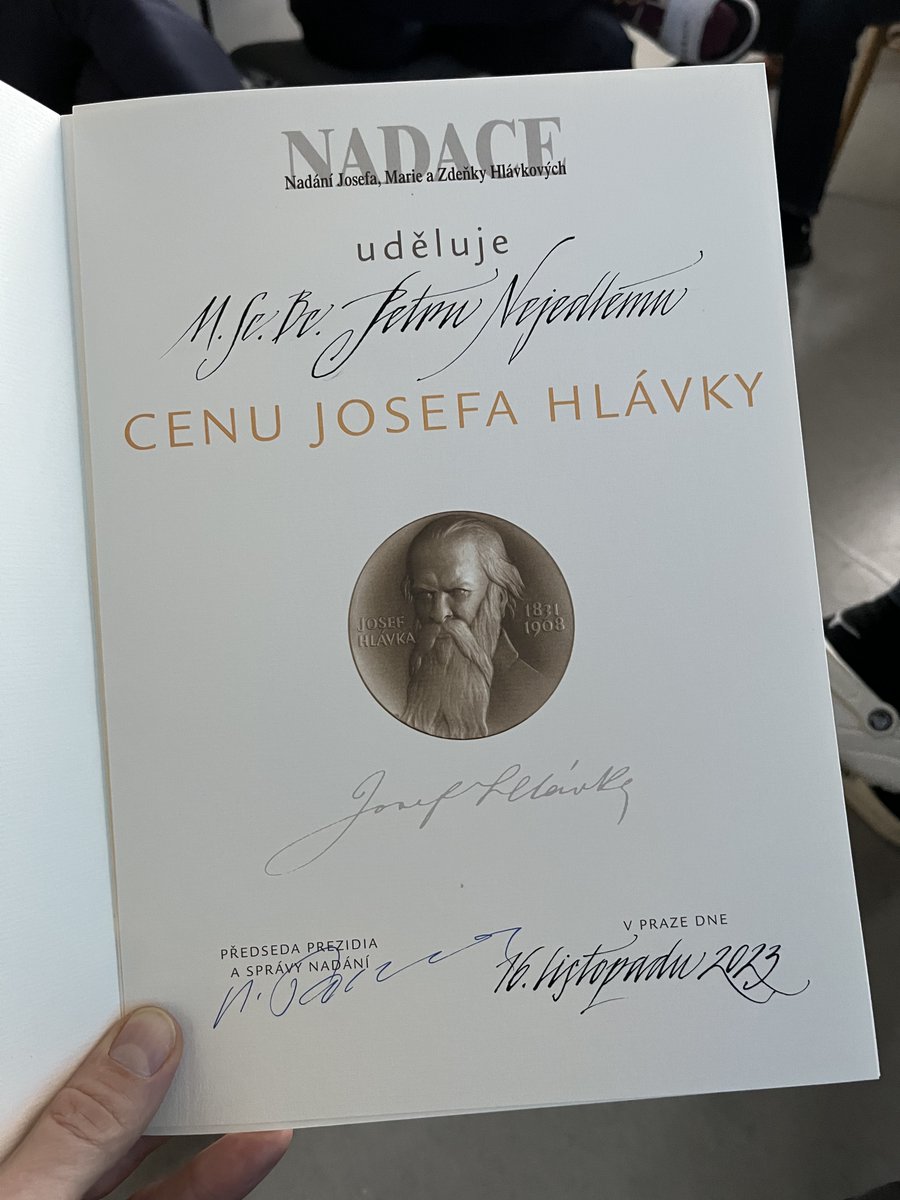 NADACE
Nadání Josefa, Marie a Zdeňky Hlávkových
uděluje
M.Sc. Bc. Petru Nejedlému
CENU JOSEFA HLÁVKY
JOSEF 1831
HLÁVKA 1908
Josef Hlávka
PŘEDSEDA PREZIDIA
A SPRÁVY NADÁNÍ
V PRAZE DNE
16. listopadu 2023